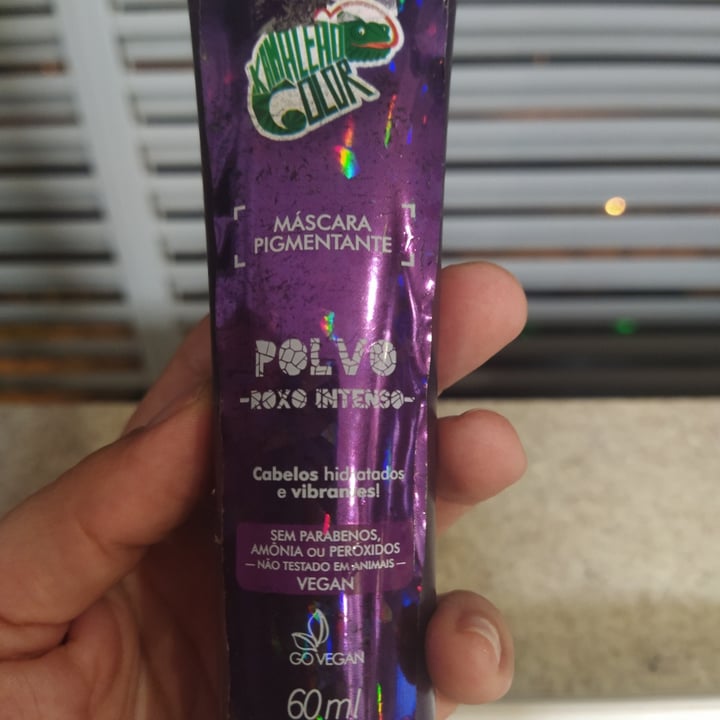 KAMALEÃO
COLOR
MÁSCARA
PIGMENTANTE
POLVO
-ROXO INTENSO-
Cabelos hidratados
e vibrantes!
SEM PARABENOS,
AMÔNIA OU PERÓXIDOS
— NÃO TESTADO EM ANIMAIS —
VEGAN
GO VEGAN
60ml